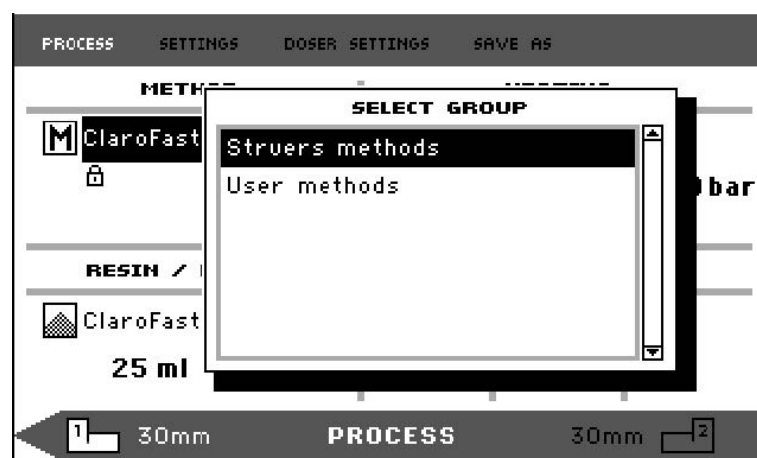 PROCESS SETTINGS DOSER SETTINGS SAVE AS
SELECT GROUP
Struers methods
User methods
M ClaroFast
bar
RESIN /
ClaroFast
25 ml
1 30mm PROCESS 30mm 2